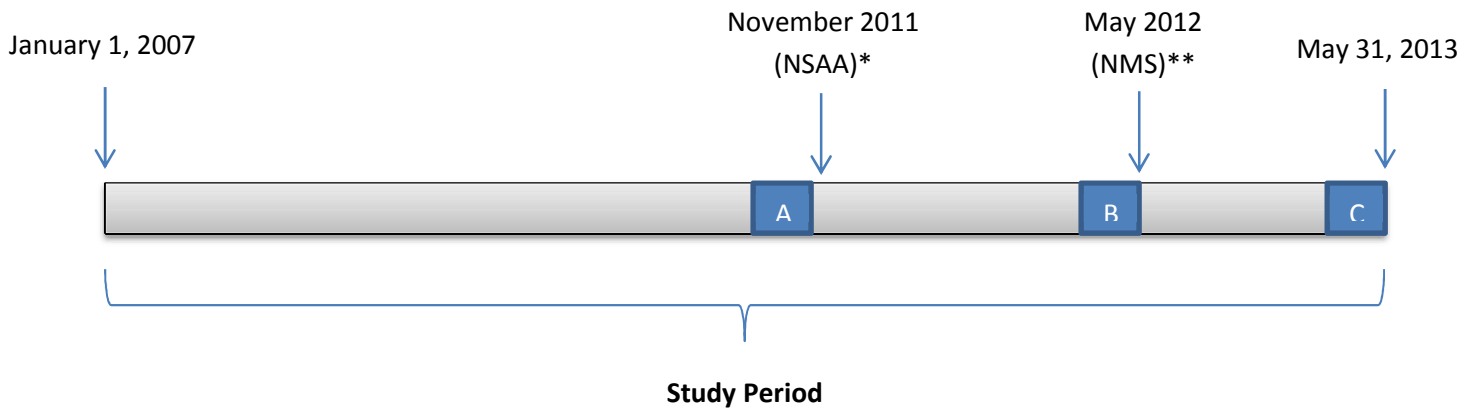 January 1, 2007
November 2011
(NSAA)*
May 2012
(NMS)**
May 31, 2013
A
B
C
Study Period